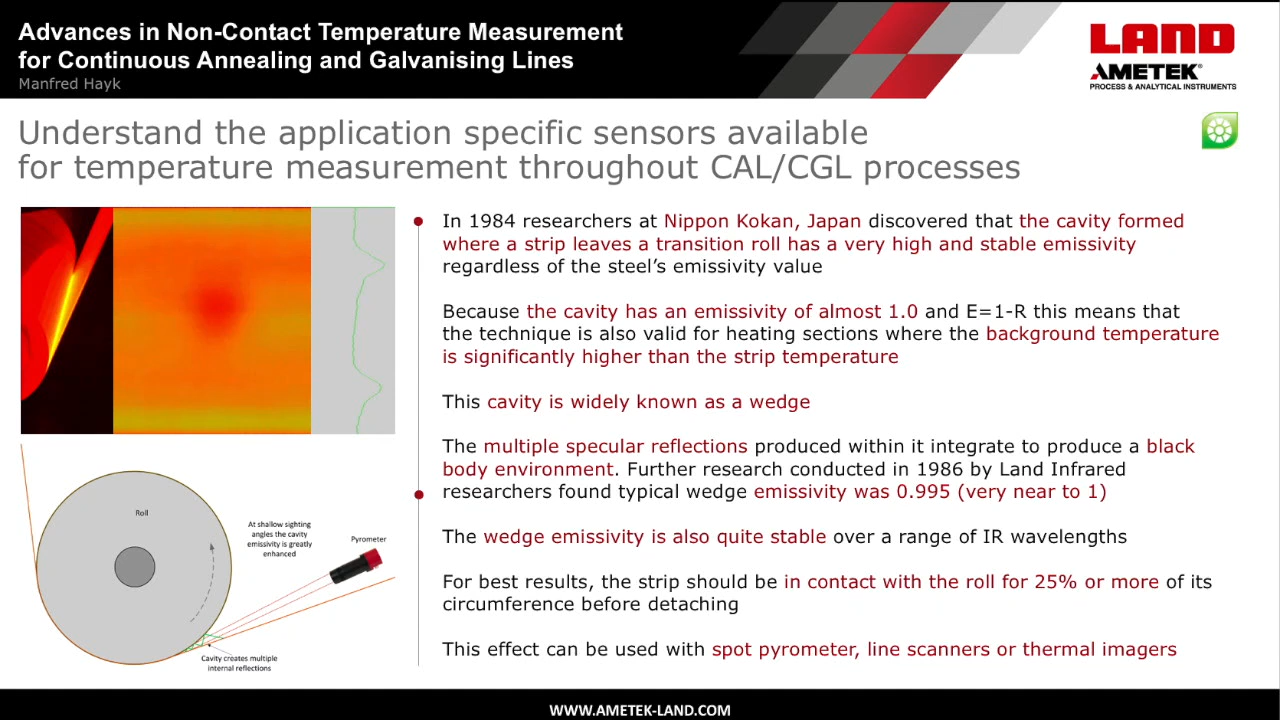 Advances in Non-Contact Temperature Measurement
for Continuous Annealing and Galvanising Lines
Manfred Hayk
LAND
AMETEK®
PROCESS & ANALYTICAL INSTRUMENTS
Understand the application specific sensors available
for temperature measurement throughout CAL/CGL processes
In 1984 researchers at Nippon Kokan, Japan discovered that the cavity formed
where a strip leaves a transition roll has a very high and stable emissivity
regardless of the steel's emissivity value
Because the cavity has an emissivity of almost 1.0 and E=1-R this means that
the technique is also valid for heating sections where the background temperature
is significantly higher than the strip temperature
This cavity is widely known as a wedge
The multiple specular reflections produced within it integrate to produce a black
body environment. Further research conducted in 1986 by Land Infrared
researchers found typical wedge emissivity was 0.995 (very near to 1)
The wedge emissivity is also quite stable over a range of IR wavelengths
For best results, the strip should be in contact with the roll for 25% or more of its
circumference before detaching
This effect can be used with spot pyrometer, line scanners or thermal imagers
Roll
At shallow sighting
angles the cavity
emissivity is greatly
enhanced
Pyrometer
Cavity creates multiple
internal reflections
WWW.AMETEK-LAND.COM